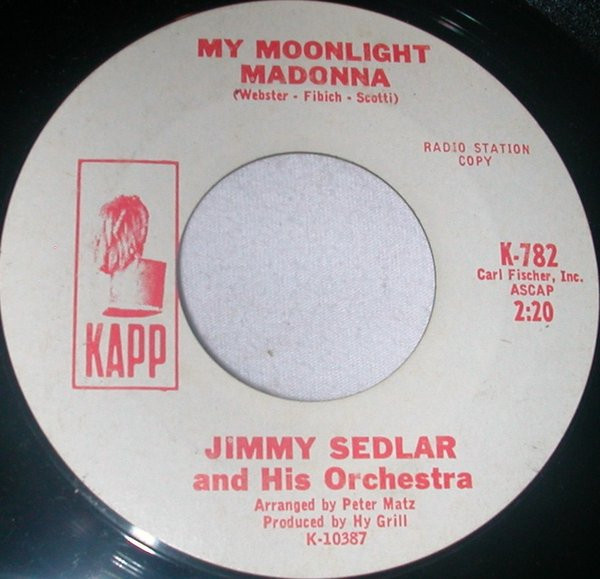 MY MOONLIGHT
MADONNA
(Webster - Fibich - Scotti)
RADIO STATION
COPY
KAPP
K-782
Carl Fischer, Inc.
ASCAP
2:20
JIMMY SEDLAR
and His Orchestra
Arranged by Peter Matz
Produced by Hy Grill
K-10387